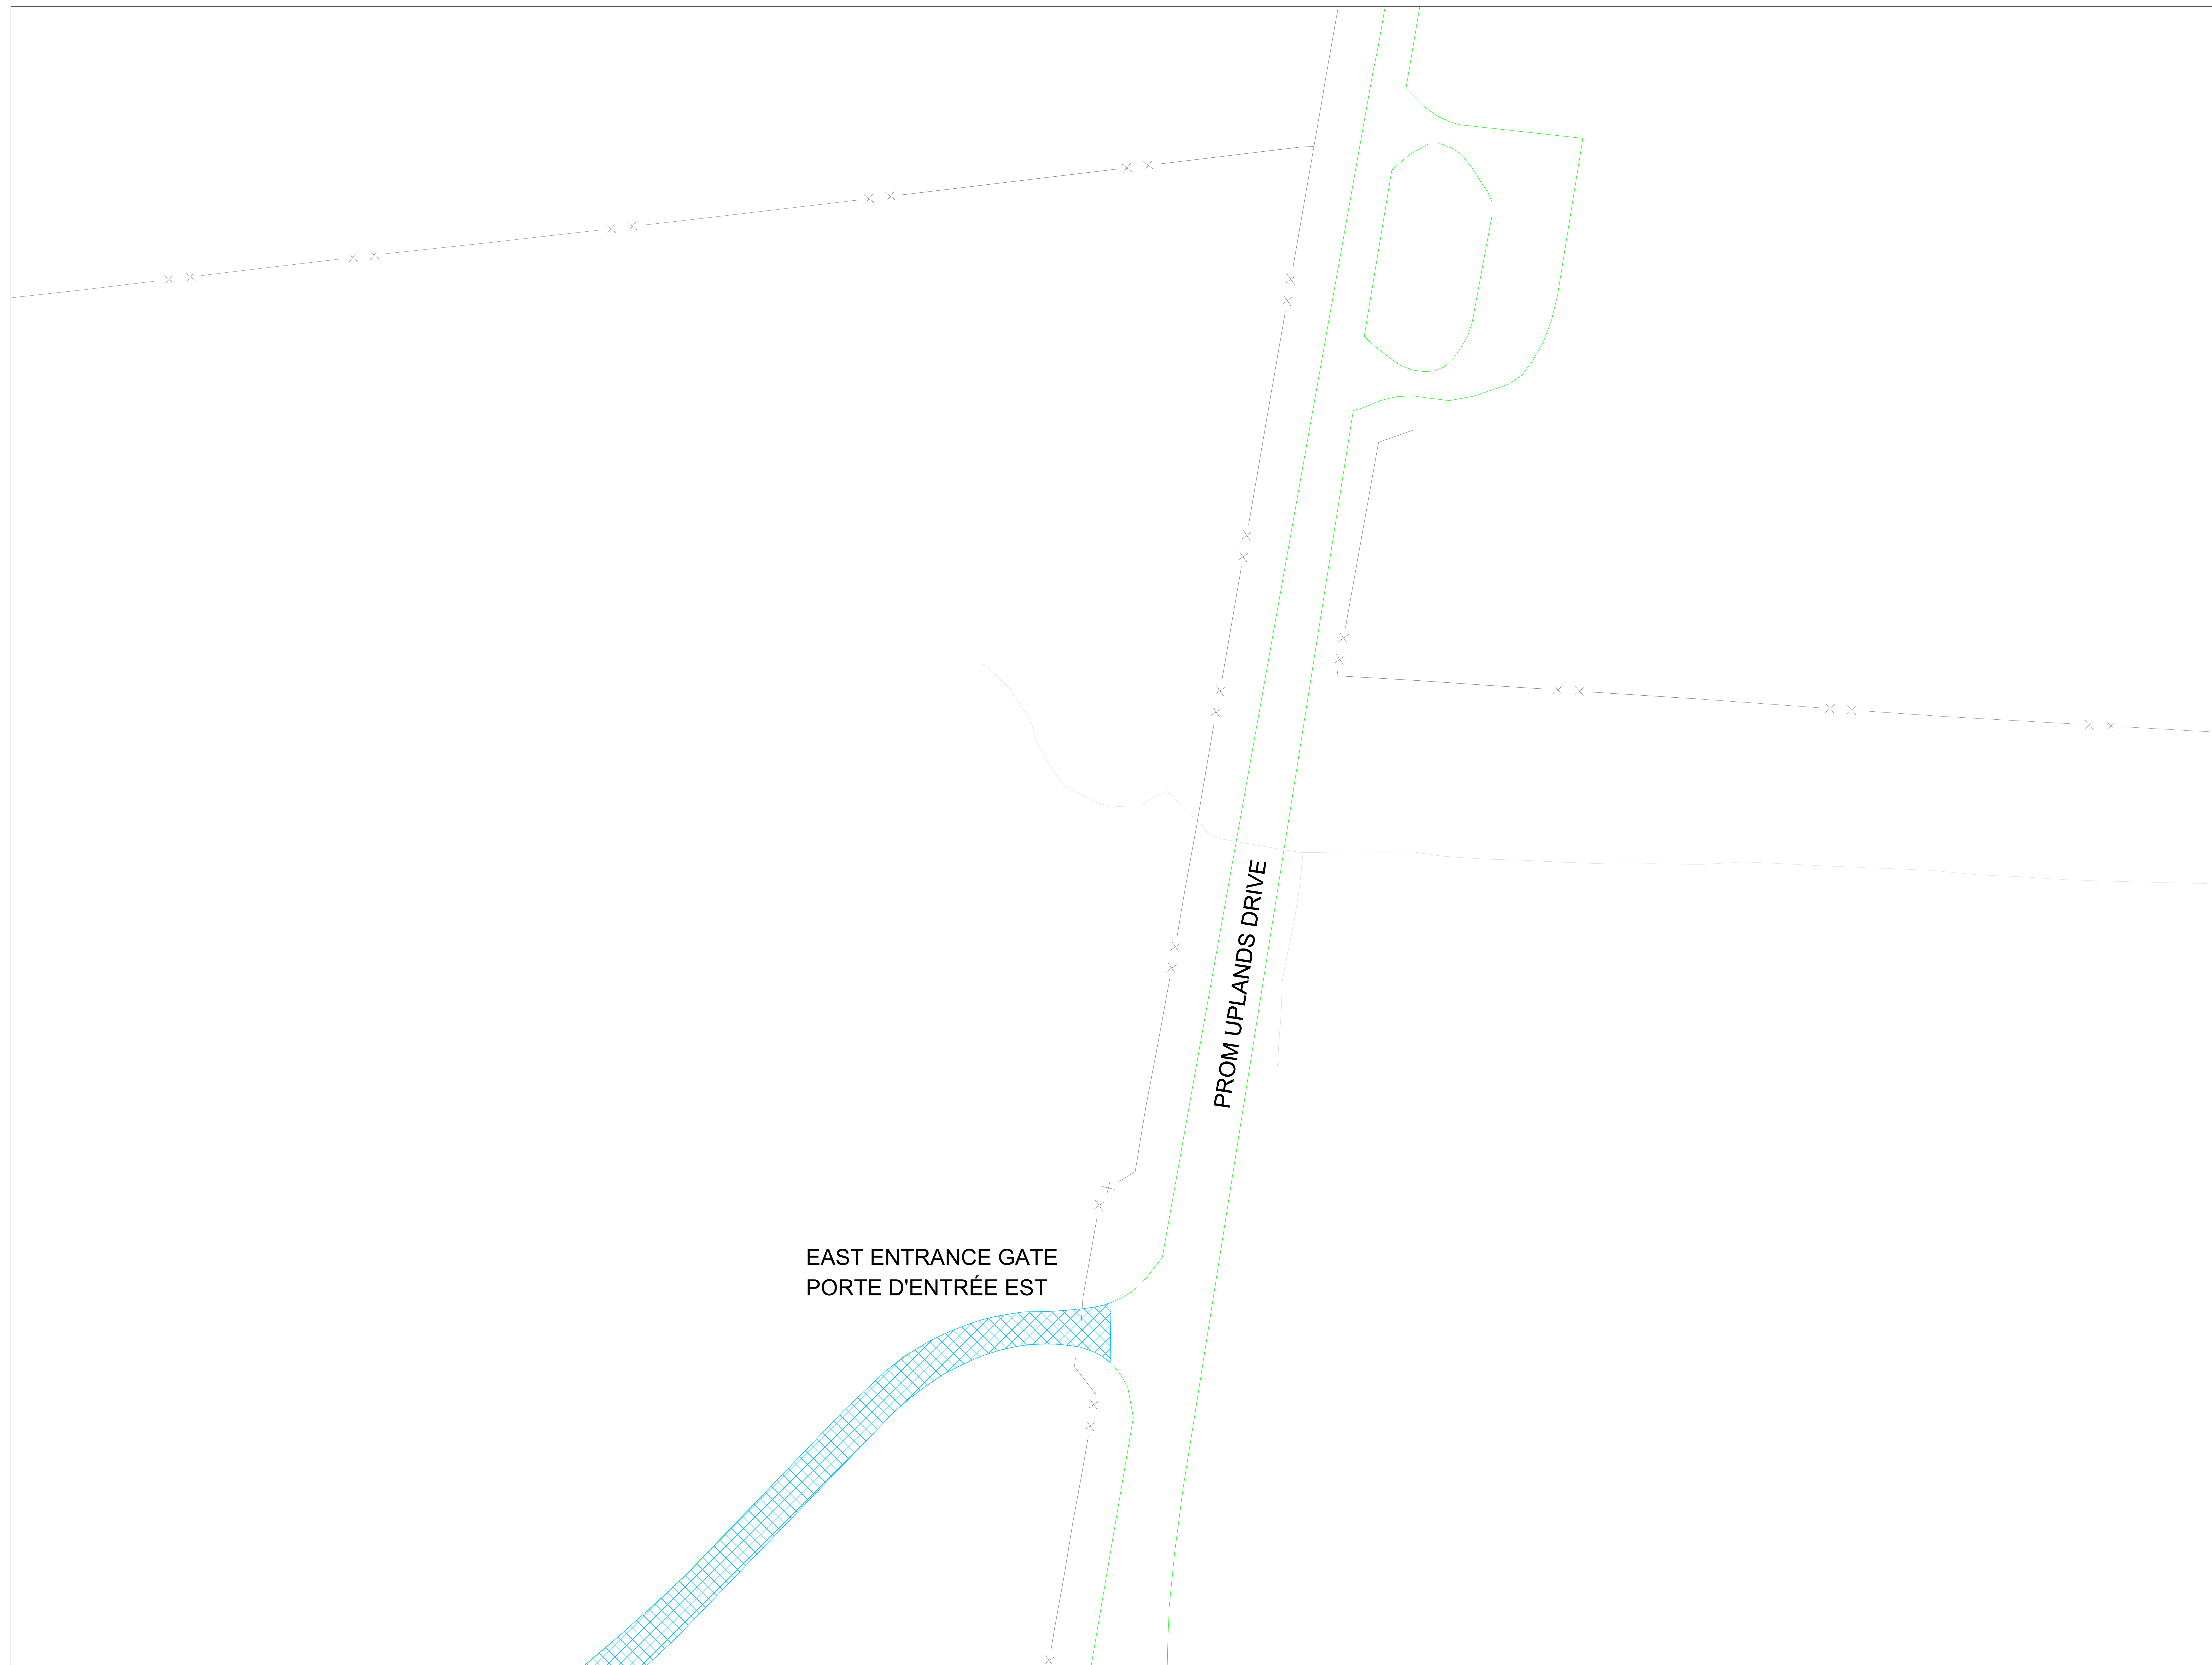 PROM UPLANDS DRIVE
EAST ENTRANCE GATE
PORTE D'ENTRÉE EST